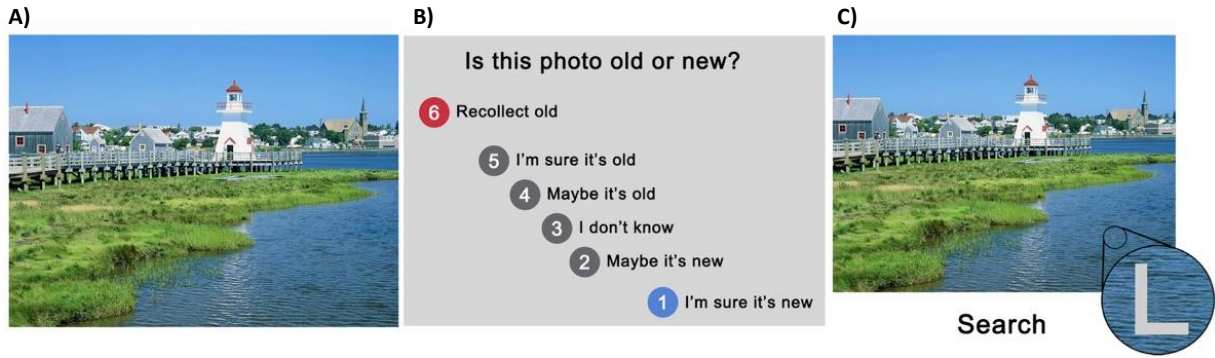 A)
B)
C)
Is this photo old or new?
6 Recollect old
5 I'm sure it's old
4 Maybe it's old
3 I don't know
2 Maybe it's new
1 I'm sure it's new
L
Search